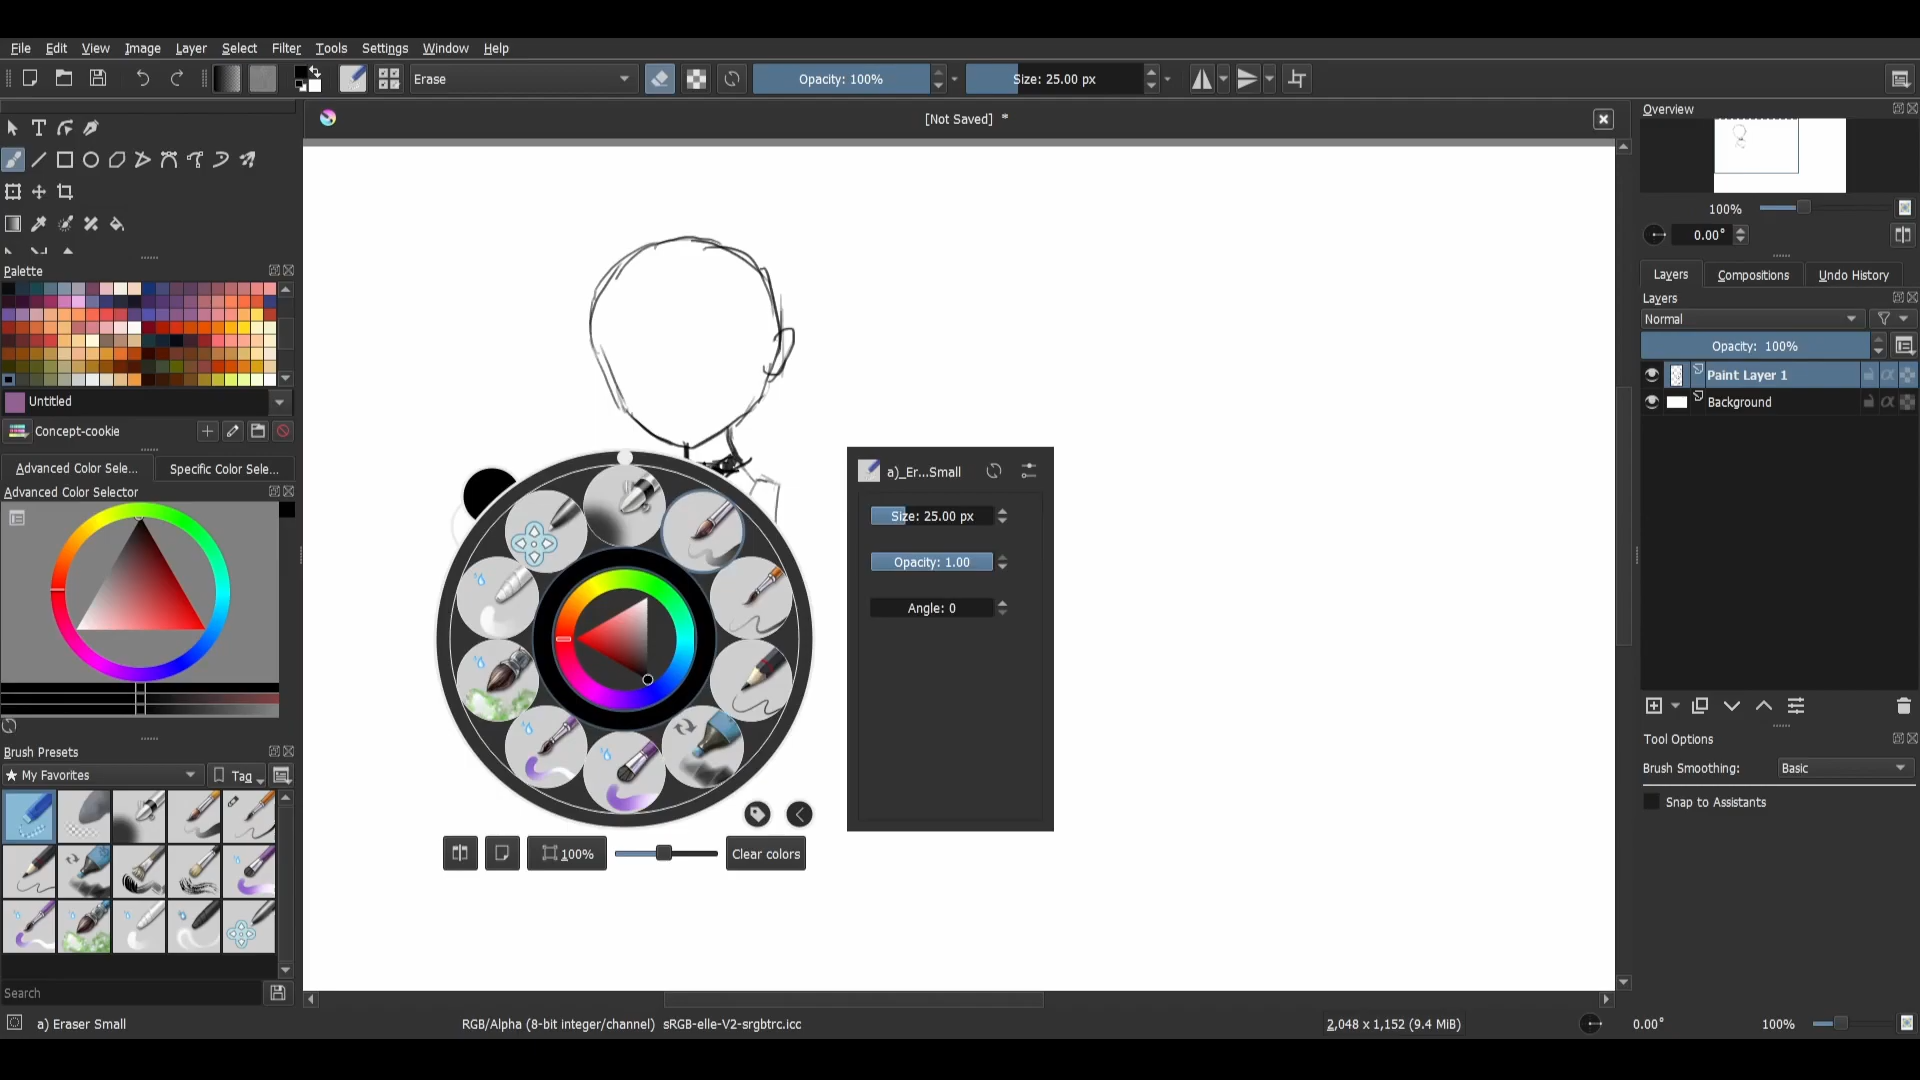 File Edit View Image Layer Select Filter Tools Settings Window Help
Erase Opacity: 100% Size: 25.00 px
[Not Saved] *
Overview
100%
0.00°
Layers Compositions Undo History
Layers
Normal
Opacity: 100%
Paint Layer 1
Background
Tool Options
Brush Smoothing: Basic
Snap to Assistants
Palette
Untitled
Concept-cookie
Advanced Color Sele... Specific Color Sele...
Advanced Color Selector
Brush Presets
My Favorites Tag
Search
a)_Er...Small
Size: 25.00 px
Opacity: 1.00
Angle: 0
100% Clear colors
a) Eraser Small RGB/Alpha (8-bit integer/channel) sRGB-elle-V2-srgbtrc.icc 2,048 x 1,152 (9.4 MiB) 0.00° 100%